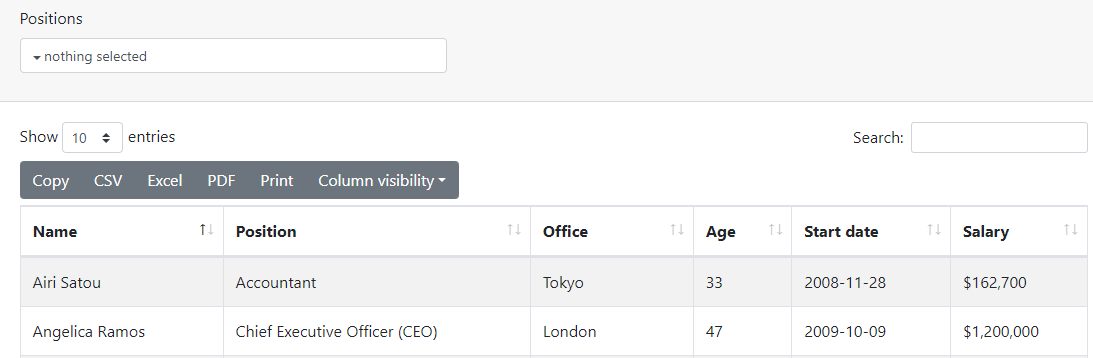 Positions
nothing selected
Show 10 entries
Search:
Copy CSV Excel PDF Print Column visibility
Name Position Office Age Start date Salary
Airi Satou Accountant Tokyo 33 2008-11-28 $162,700
Angelica Ramos Chief Executive Officer (CEO) London 47 2009-10-09 $1,200,000